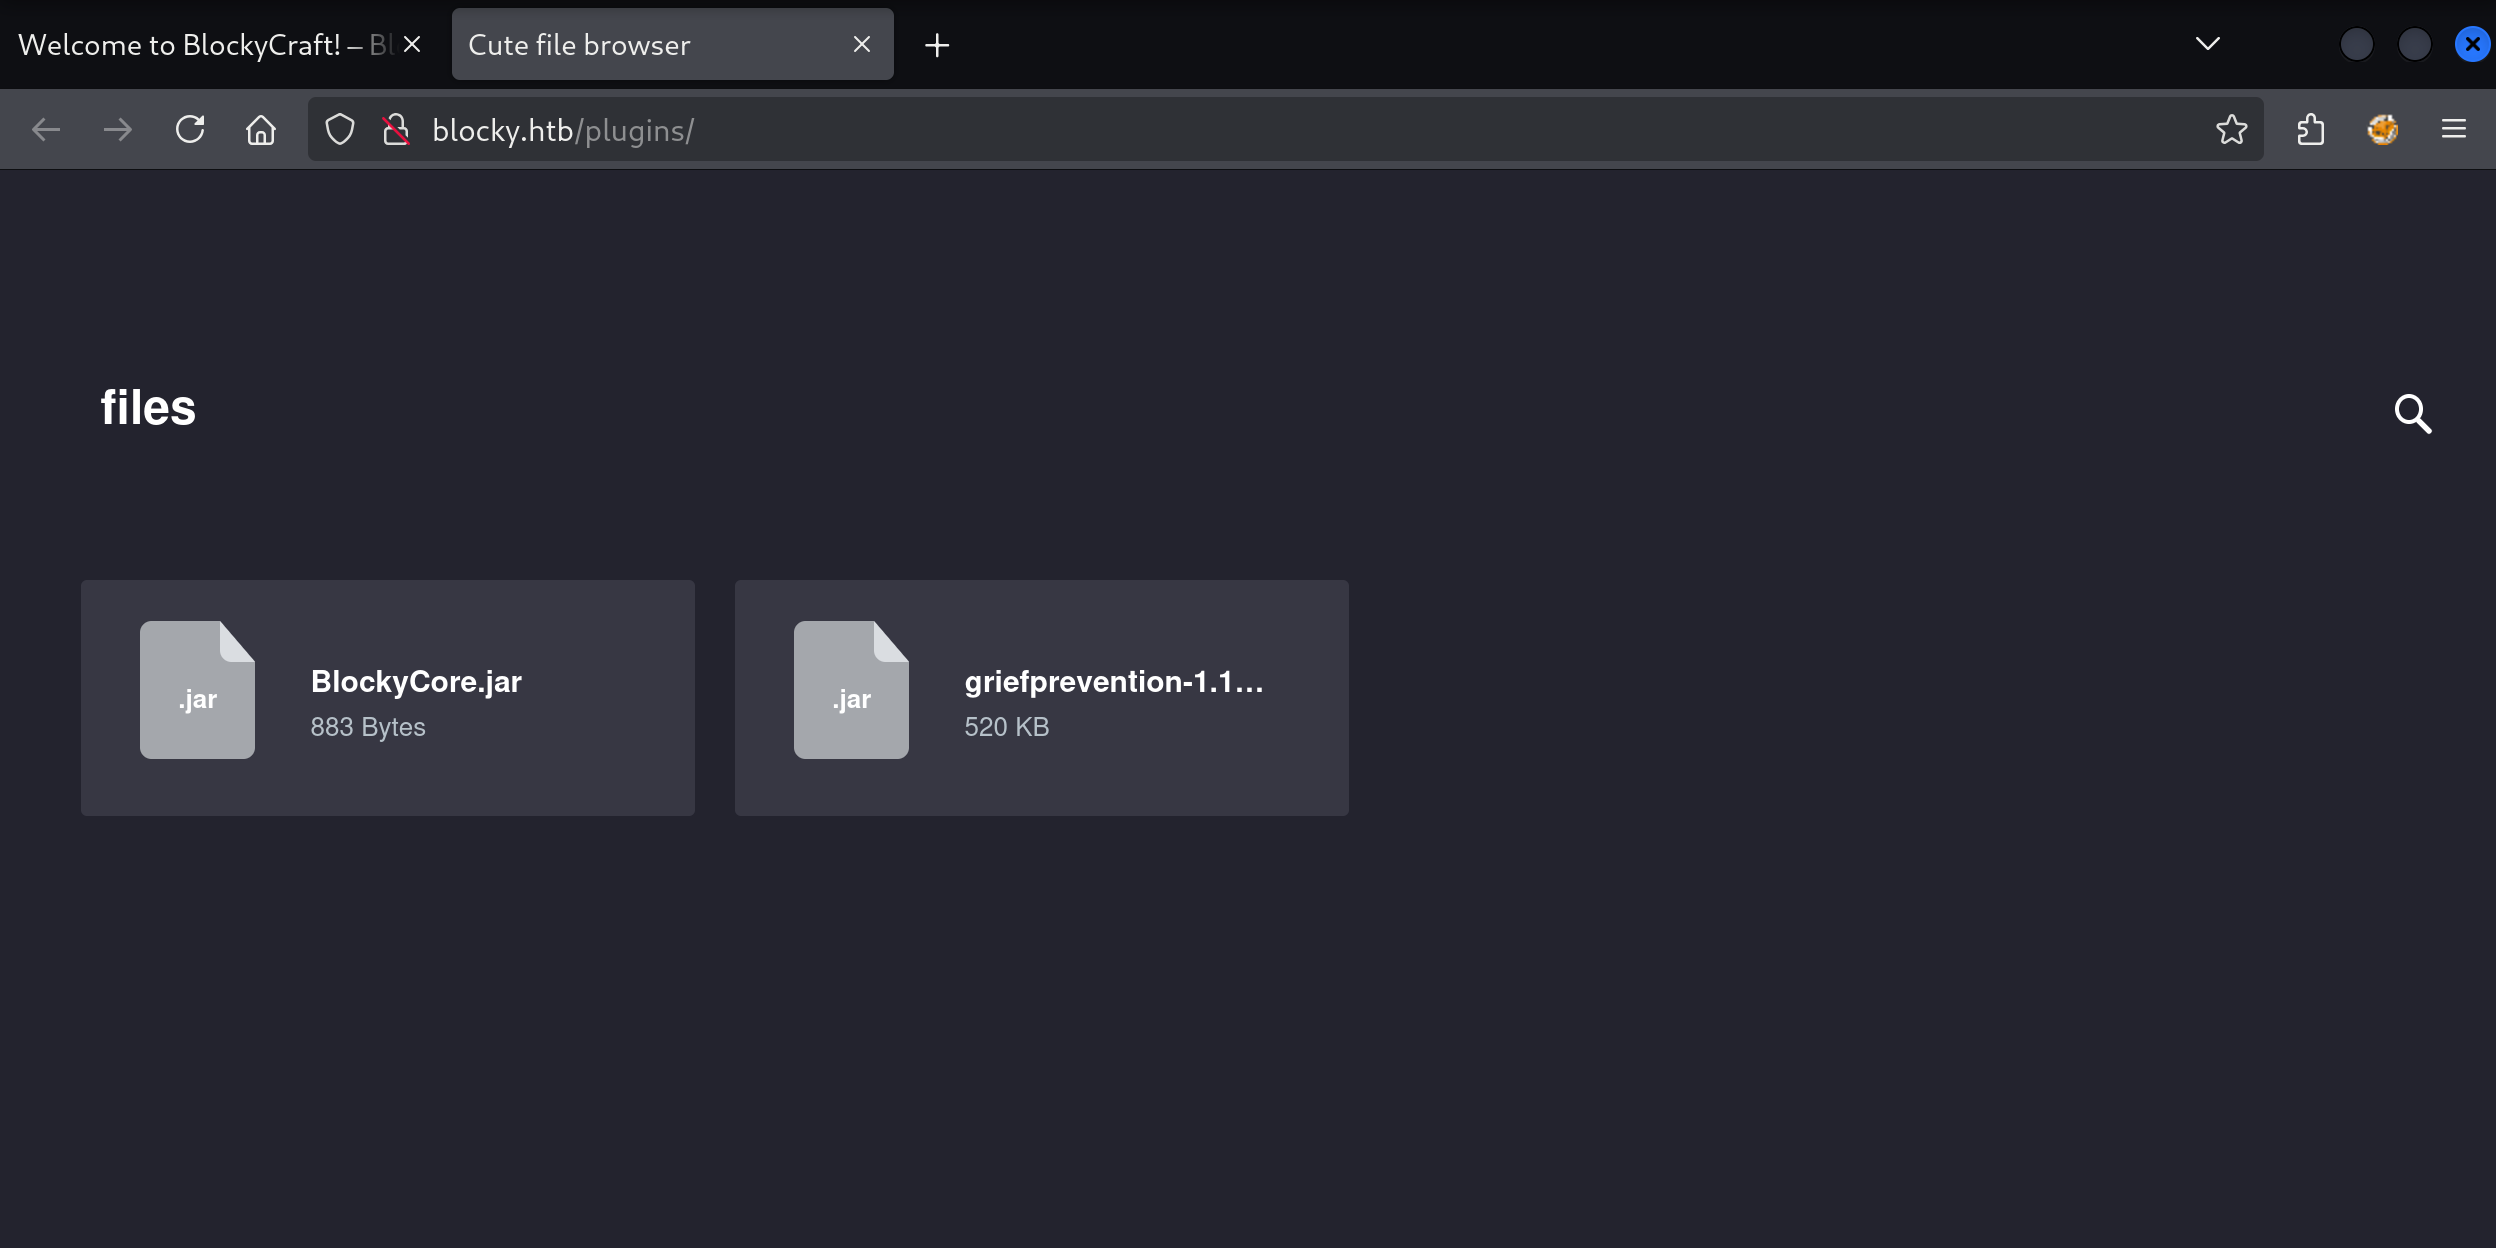 Welcome to BlockyCraft! – Bl
Cute file browser
blocky.htb/plugins/
files
.jar
BlockyCore.jar
883 Bytes
.jar
griefprevention-1.1...
520 KB